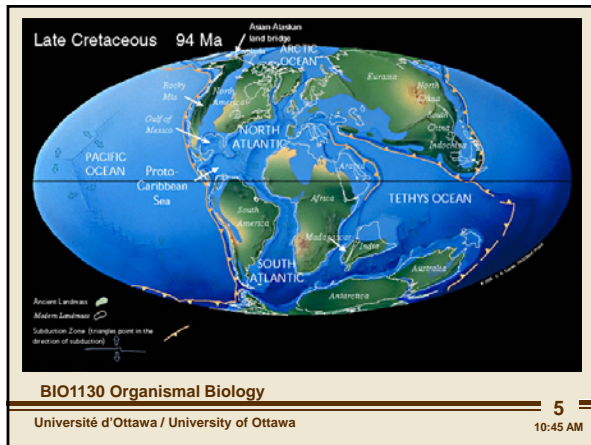 Late Cretaceous 94 Ma
Asian-Alaskan
land bridge
ARCTIC
OCEAN
Eurasia
North
China
South
China
Indochina
Rocky
Mts
North
America
Gulf of
Mexico
NORTH
ATLANTIC
PACIFIC
OCEAN
Proto-
Caribbean
Sea
Arabia
Africa
TETHYS OCEAN
South
America
Madagascar
India
SOUTH
ATLANTIC
Australia
Antarctica
Ancient Landmass
Modern Landmass
Subduction Zone (triangles point in the
direction of subduction)
BIO1130 Organismal Biology
Université d'Ottawa / University of Ottawa
5
10:45 AM